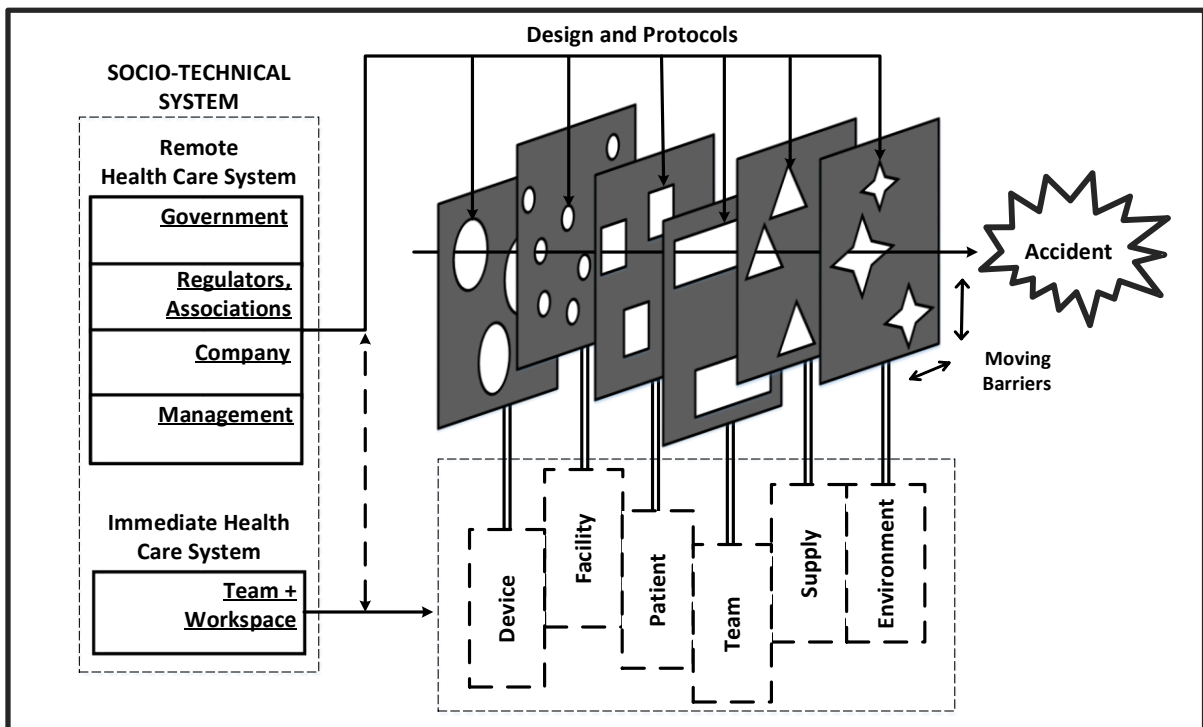 Design and Protocols
SOCIO-TECHNICAL
SYSTEM
Remote
Health Care System
Government
Regulators,
Associations
Company
Management
Immediate Health
Care System
Team +
Workspace
Accident
Moving
Barriers
Device
Facility
Patient
Team
Supply
Environment